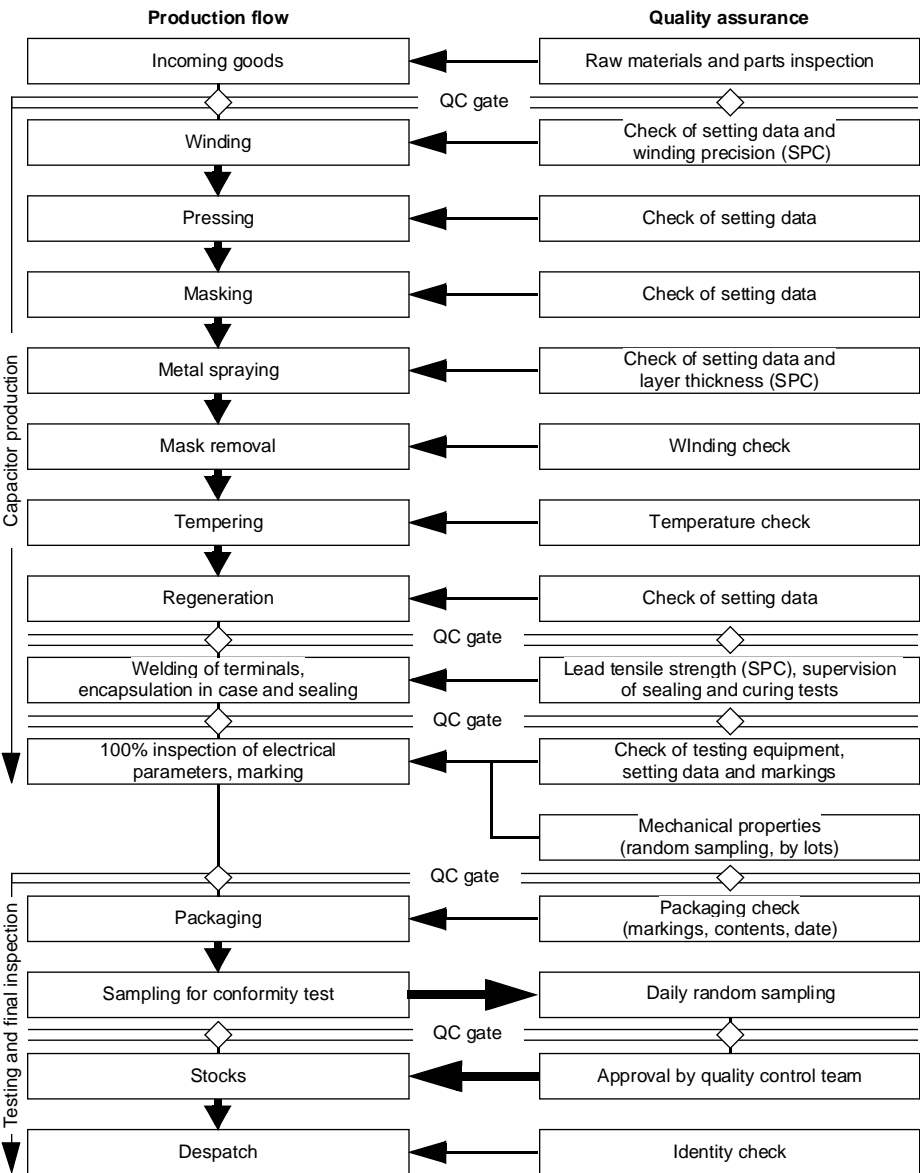 Production flow
Quality assurance
Incoming goods
Raw materials and parts inspection
QC gate
Winding
Check of setting data and
winding precision (SPC)
Pressing
Check of setting data
Masking
Check of setting data
Metal spraying
Check of setting data and
layer thickness (SPC)
Mask removal
WInding check
Tempering
Temperature check
Regeneration
Check of setting data
QC gate
Welding of terminals,
encapsulation in case and sealing
Lead tensile strength (SPC), supervision
of sealing and curing tests
QC gate
100% inspection of electrical
parameters, marking
Check of testing equipment,
setting data and markings
Mechanical properties
(random sampling, by lots)
QC gate
Packaging
Packaging check
(markings, contents, date)
Sampling for conformity test
Daily random sampling
QC gate
Stocks
Approval by quality control team
Despatch
Identity check
Capacitor production
Testing and final inspection